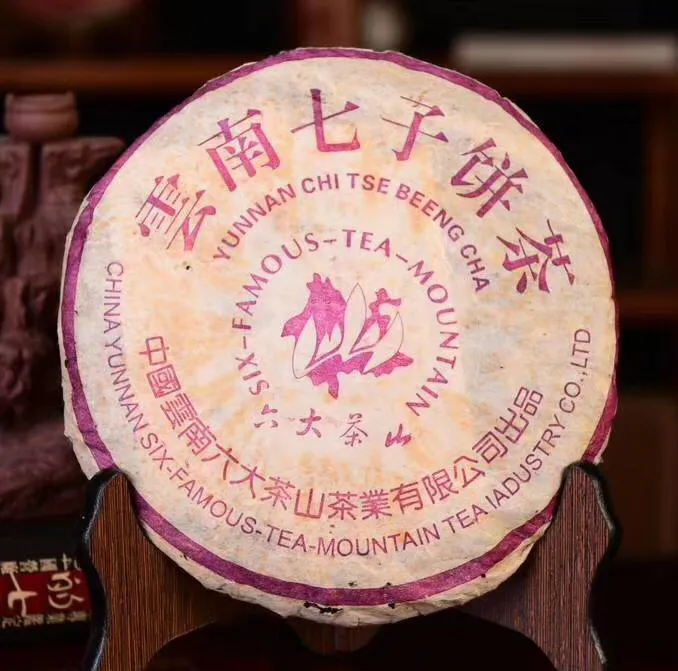 雲南七子饼茶
YUNNAN CHI TSE BEENG CHA
SIX-FAMOUS-TEA-MOUNTAIN
六大茶山
中國雲南六大茶山茶業有限公司出品
CHINA YUNNAN SIX-FAMOUS-TEA-MOUNTAIN TEA IADUSTRY CO.,LTD
七